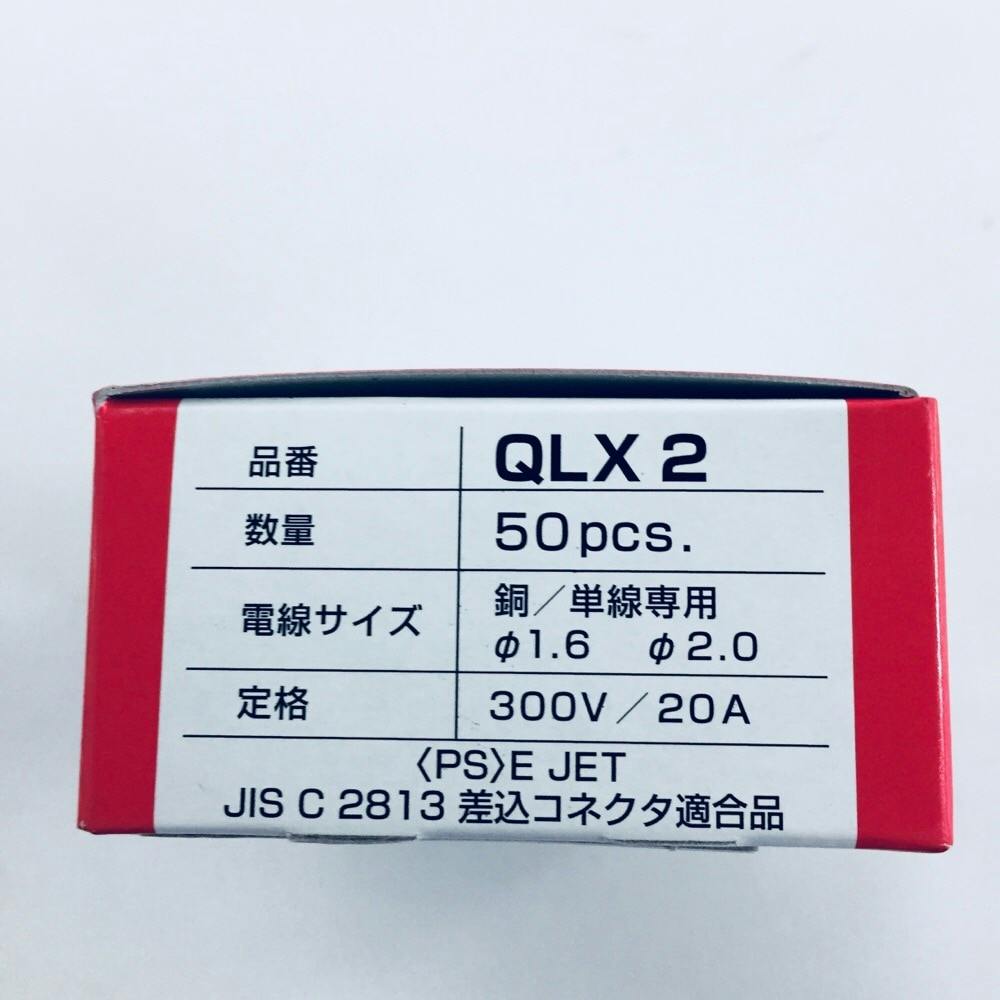 品番 QLX 2
数量 50pcs.
電線サイズ 銅／単線専用
φ1.6 φ2.0
定格 300V／20A
〈PS〉E JET
JIS C 2813 差込コネクタ適合品